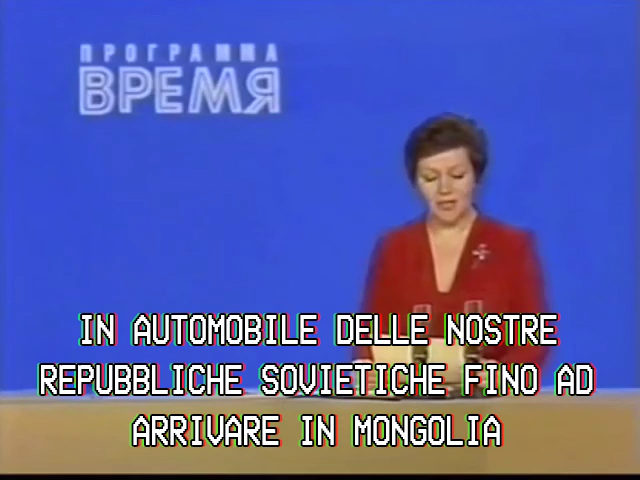 ПРОГРАММА
ВРЕМЯ
IN AUTOMOBILE DELLE NOSTRE
REPUBBLICHE SOVIETICHE FINO AD
ARRIVARE IN MONGOLIA